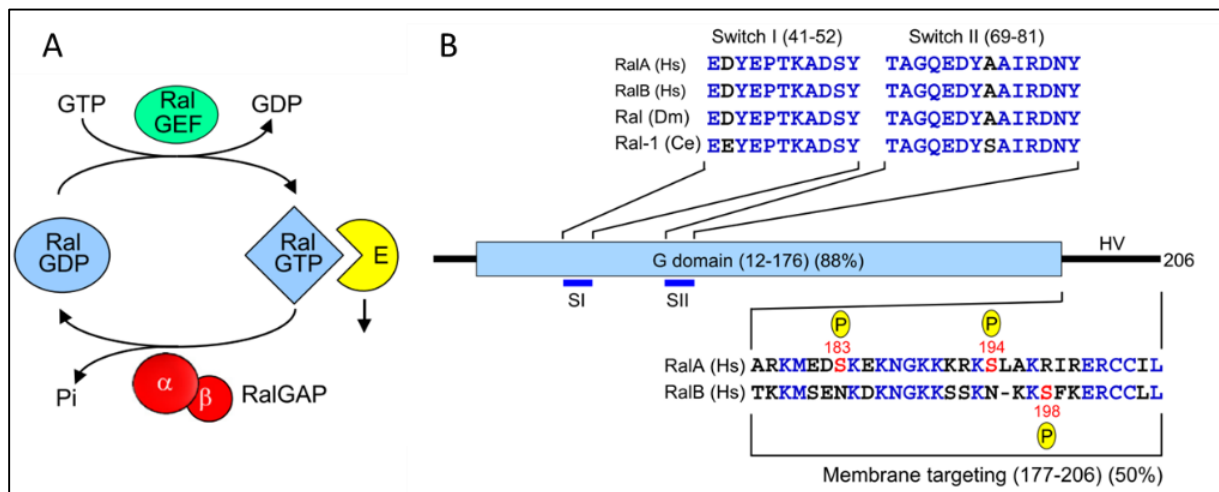 A
GTP
Ral
GEF
GDP
Ral
GDP
Ral
GTP
E
Pi
α
β
RalGAP
B
Switch I (41-52)
Switch II (69-81)
RalA (Hs) EDYEPTKADSY TAGQEDYAAIRDNY
RalB (Hs) EDYEPTKADSY TAGQEDYAAIRDNY
Ral (Dm) EDYEPTKADSY TAGQEDYAAIRDNY
Ral-1 (Ce) EEYEPTKADSY TAGQEDYSAIRDNY
G domain (12-176) (88%)
HV
206
SI
SII
P
P
183
194
RalA (Hs) ARKMEDSKEKNGKKKRKSLAKRIRERCCIL
RalB (Hs) TKKMSENKDKNGKKSSKN-KKSFKERCCLL
198
P
Membrane targeting (177-206) (50%)